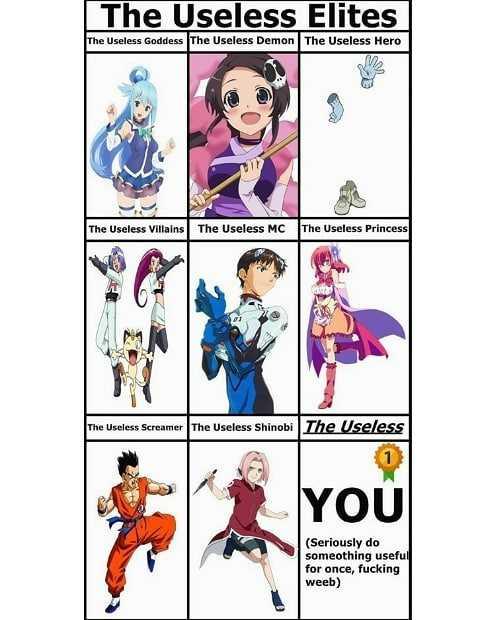 The Useless Elites
The Useless Goddess
The Useless Demon
The Useless Hero
The Useless Villains
The Useless MC
The Useless Princess
The Useless Screamer
The Useless Shinobi
The Useless
1
YOU
(Seriously do
someothing useful
for once, fucking
weeb)